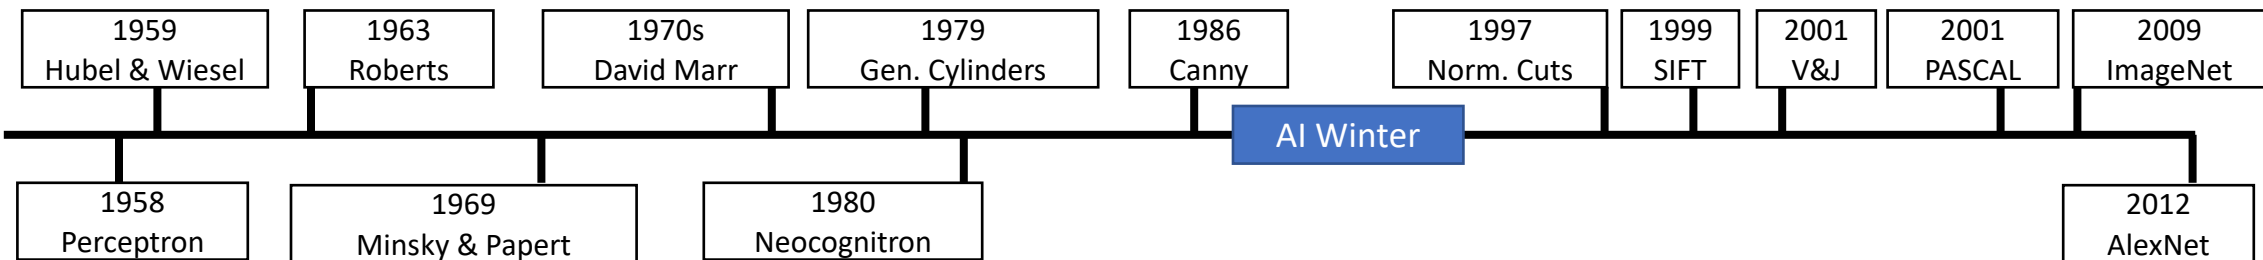 1959
Hubel & Wiesel
1963
Roberts
1970s
David Marr
1979
Gen. Cylinders
1986
Canny
1997
Norm. Cuts
1999
SIFT
2001
V&J
2001
PASCAL
2009
ImageNet
AI Winter
1958
Perceptron
1969
Minsky & Papert
1980
Neocognitron
2012
AlexNet